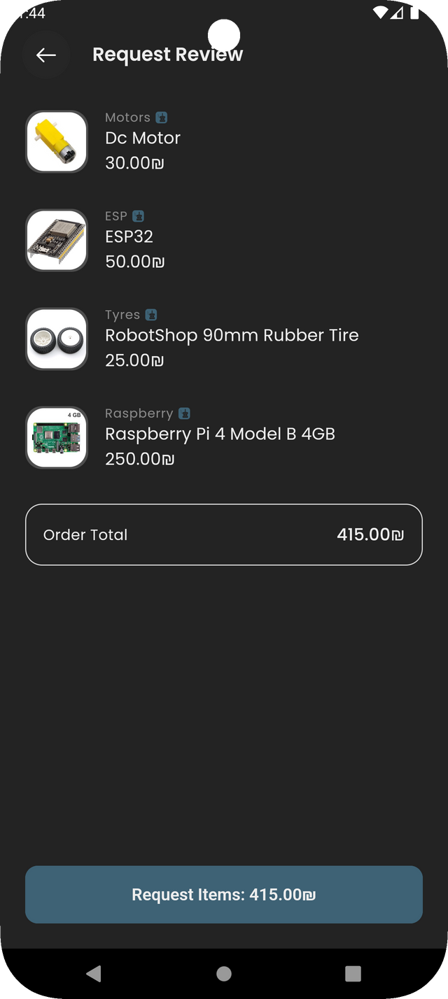 :44
Request Review
Motors
Dc Motor
30.00₪
ESP
ESP32
50.00₪
Tyres
RobotShop 90mm Rubber Tire
25.00₪
4 GB
Raspberry
Raspberry Pi 4 Model B 4GB
250.00₪
Order Total 415.00₪
Request Items: 415.00₪